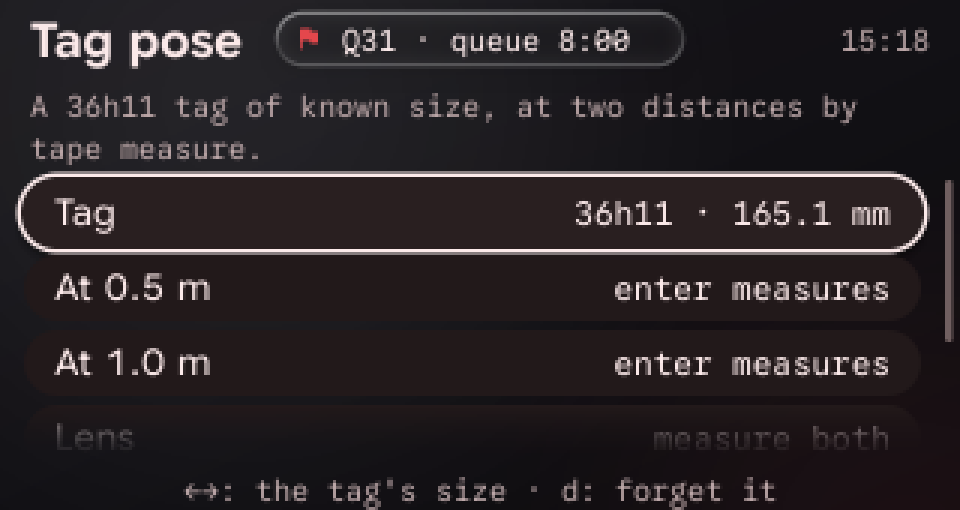 Tag pose
Q31 · queue 8:00
15:18
A 36h11 tag of known size, at two distances by
tape measure.
Tag 36h11 · 165.1 mm
At 0.5 m enter measures
At 1.0 m enter measures
Lens measure both
↔: the tag's size · d: forget it